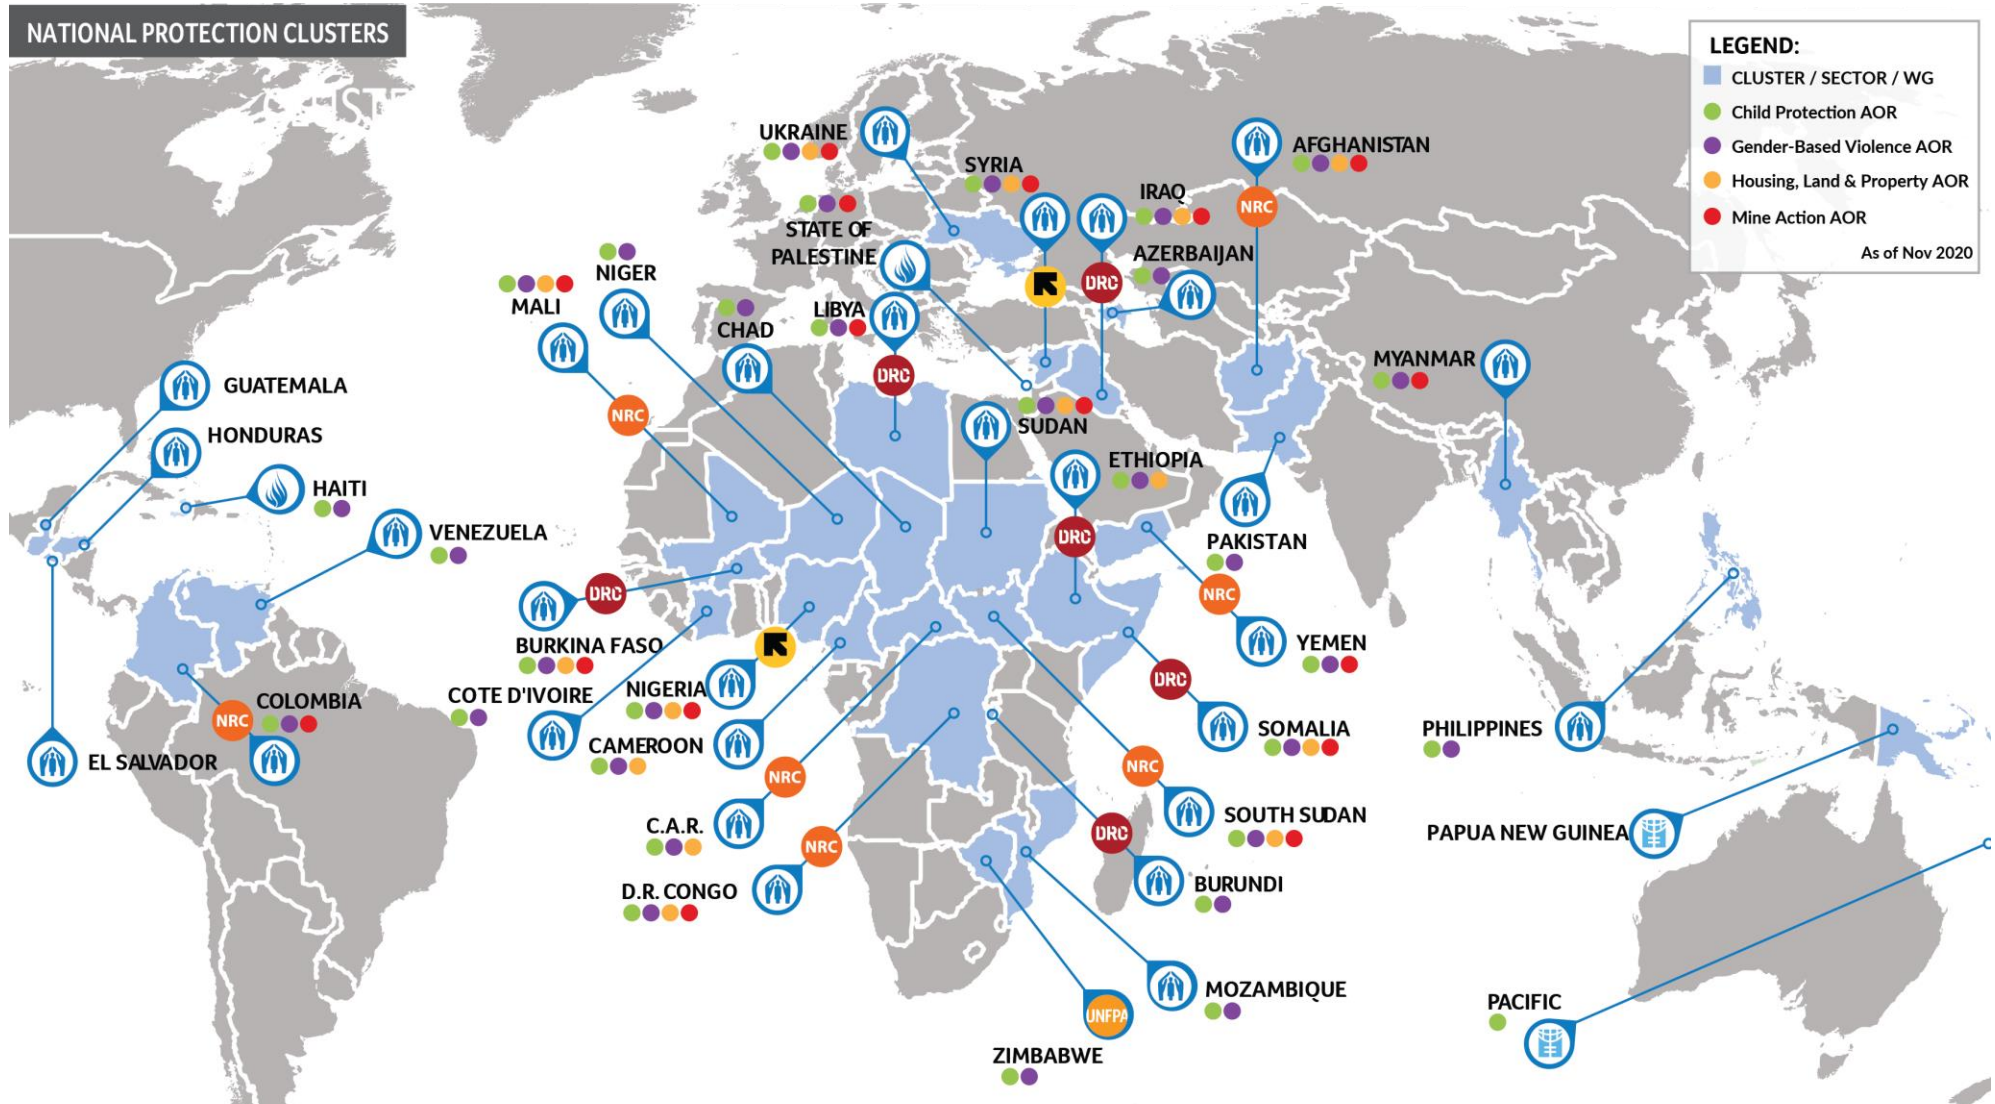 NATIONAL PROTECTION CLUSTERS
LEGEND:
CLUSTER / SECTOR / WG
Child Protection AOR
Gender-Based Violence AOR
Housing, Land & Property AOR
Mine Action AOR
As of Nov 2020
UKRAINE
SYRIA
AFGHANISTAN
NRC
IRAQ
STATE OF
PALESTINE
AZERBAIJAN
DRC
NIGER
MALI
CHAD
LIBYA
DRC
MYANMAR
GUATEMALA
NRC
SUDAN
HONDURAS
ETHIOPIA
HAITI
VENEZUELA
DRC
PAKISTAN
DRC
NRC
BURKINA FASO
YEMEN
COTE D'IVOIRE
NIGERIA
DRC
COLOMBIA
NRC
SOMALIA
PHILIPPINES
CAMEROON
EL SALVADOR
NRC
NRC
SOUTH SUDAN
C.A.R.
NRC
DRC
PAPUA NEW GUINEA
D.R. CONGO
BURUNDI
MOZAMBIQUE
PACIFIC
UNFPA
ZIMBABWE